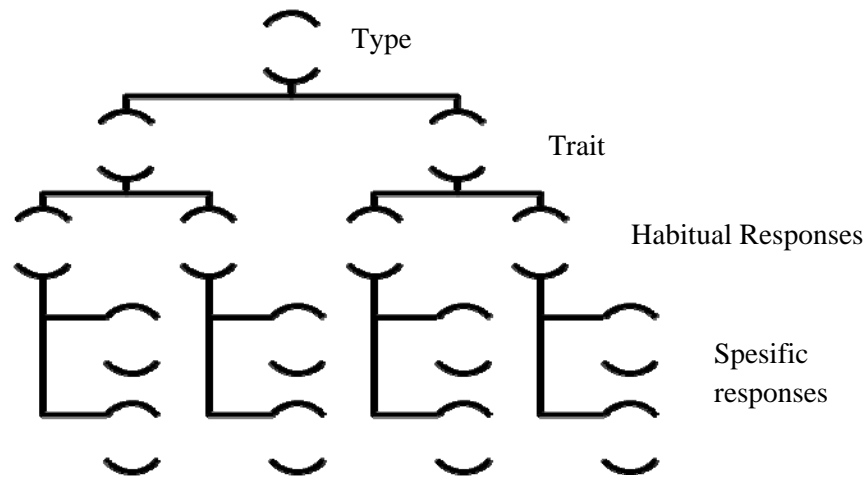 Type
Trait
Habitual Responses
Spesific
responses